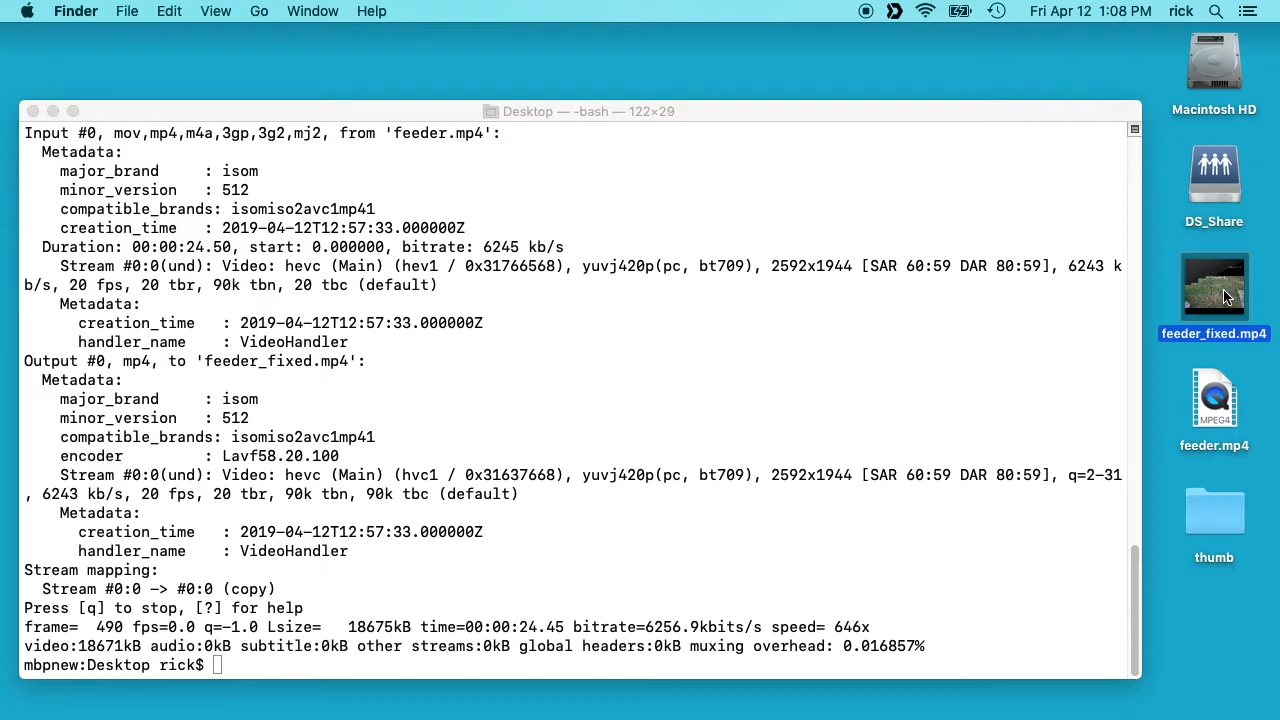 Finder File Edit View Go Window Help Fri Apr 12 1:08 PM rick
Macintosh HD
Desktop — -bash — 122×29
Input #0, mov,mp4,m4a,3gp,3g2,mj2, from 'feeder.mp4':
Metadata:
major_brand : isom
minor_version : 512
compatible_brands: isomiso2avc1mp41
creation_time : 2019-04-12T12:57:33.000000Z
Duration: 00:00:24.50, start: 0.000000, bitrate: 6245 kb/s
Stream #0:0(und): Video: hevc (Main) (hev1 / 0x31766568), yuvj420p(pc, bt709), 2592x1944 [SAR 60:59 DAR 80:59], 6243 k
b/s, 20 fps, 20 tbr, 90k tbn, 20 tbc (default)
Metadata:
creation_time : 2019-04-12T12:57:33.000000Z
handler_name : VideoHandler
Output #0, mp4, to 'feeder_fixed.mp4':
Metadata:
major_brand : isom
minor_version : 512
compatible_brands: isomiso2avc1mp41
encoder : Lavf58.20.100
Stream #0:0(und): Video: hevc (Main) (hvc1 / 0x31637668), yuvj420p(pc, bt709), 2592x1944 [SAR 60:59 DAR 80:59], q=2-31
, 6243 kb/s, 20 fps, 20 tbr, 90k tbn, 90k tbc (default)
Metadata:
creation_time : 2019-04-12T12:57:33.000000Z
handler_name : VideoHandler
Stream mapping:
Stream #0:0 -> #0:0 (copy)
Press [q] to stop, [?] for help
frame= 490 fps=0.0 q=-1.0 Lsize= 18675kB time=00:00:24.45 bitrate=6256.9kbits/s speed= 646x
video:18671kB audio:0kB subtitle:0kB other streams:0kB global headers:0kB muxing overhead: 0.016857%
mbpnew:Desktop rick$
DS_Share
feeder_fixed.mp4
MPEG4
feeder.mp4
thumb